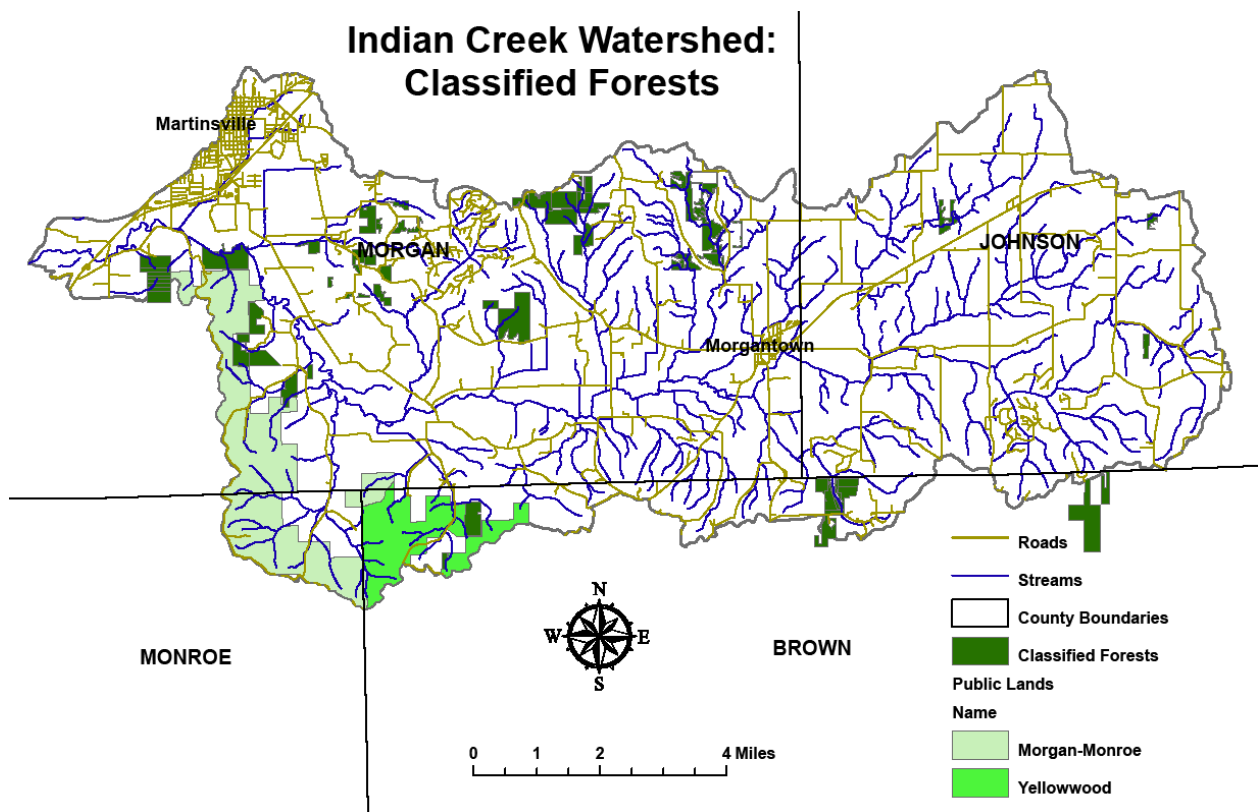 Indian Creek Watershed:
Classified Forests
Martinsville
MORGAN
JOHNSON
Morgantown
MONROE
BROWN
N
W
E
S
0 1 2 4 Miles
Roads
Streams
County Boundaries
Classified Forests
Public Lands
Name
Morgan-Monroe
Yellowwood